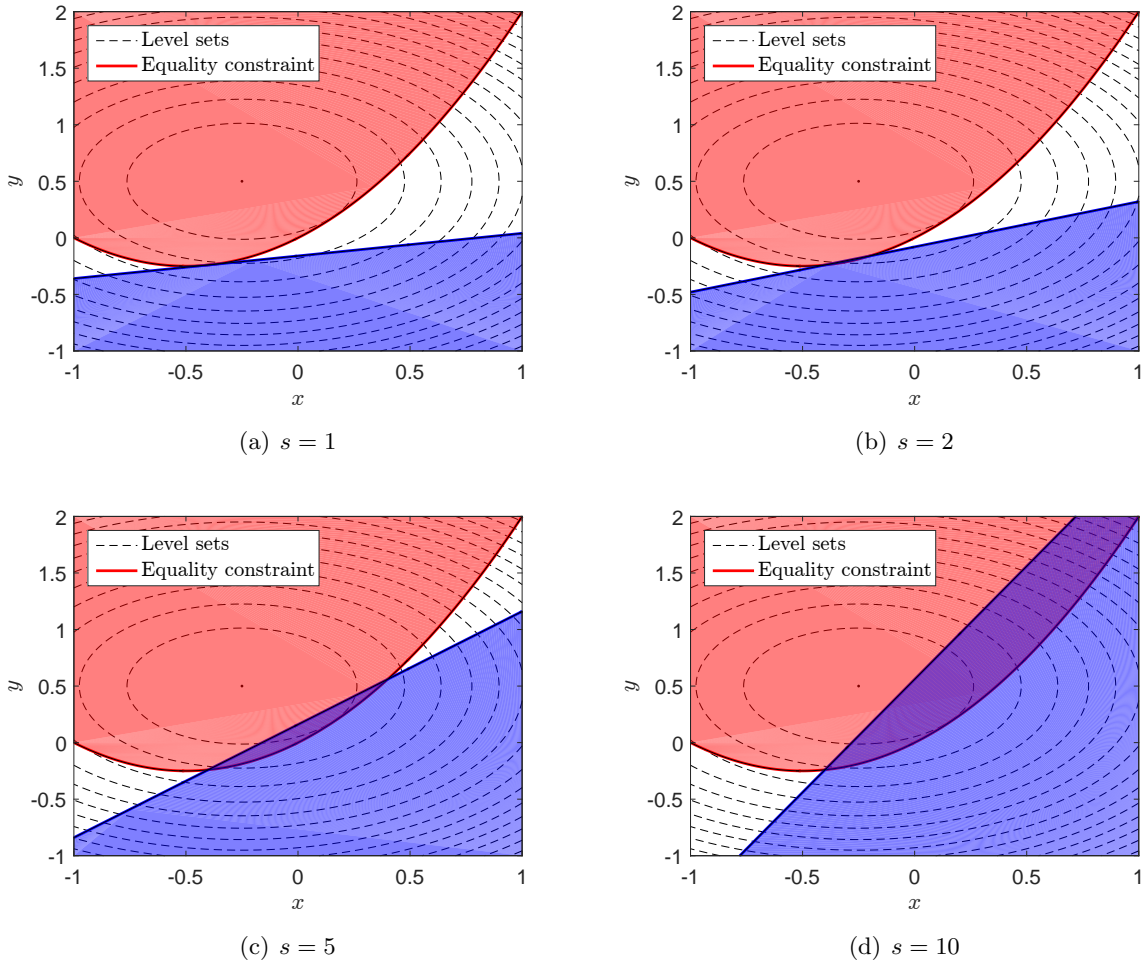 2
1.5
1
0.5
0
-0.5
-1
y
Level sets
Equality constraint
-1 -0.5 0 0.5 1
x
(a) s = 1
2
1.5
1
0.5
0
-0.5
-1
y
Level sets
Equality constraint
-1 -0.5 0 0.5 1
x
(b) s = 2
2
1.5
1
0.5
0
-0.5
-1
y
Level sets
Equality constraint
-1 -0.5 0 0.5 1
x
(c) s = 5
2
1.5
1
0.5
0
-0.5
-1
y
Level sets
Equality constraint
-1 -0.5 0 0.5 1
x
(d) s = 10